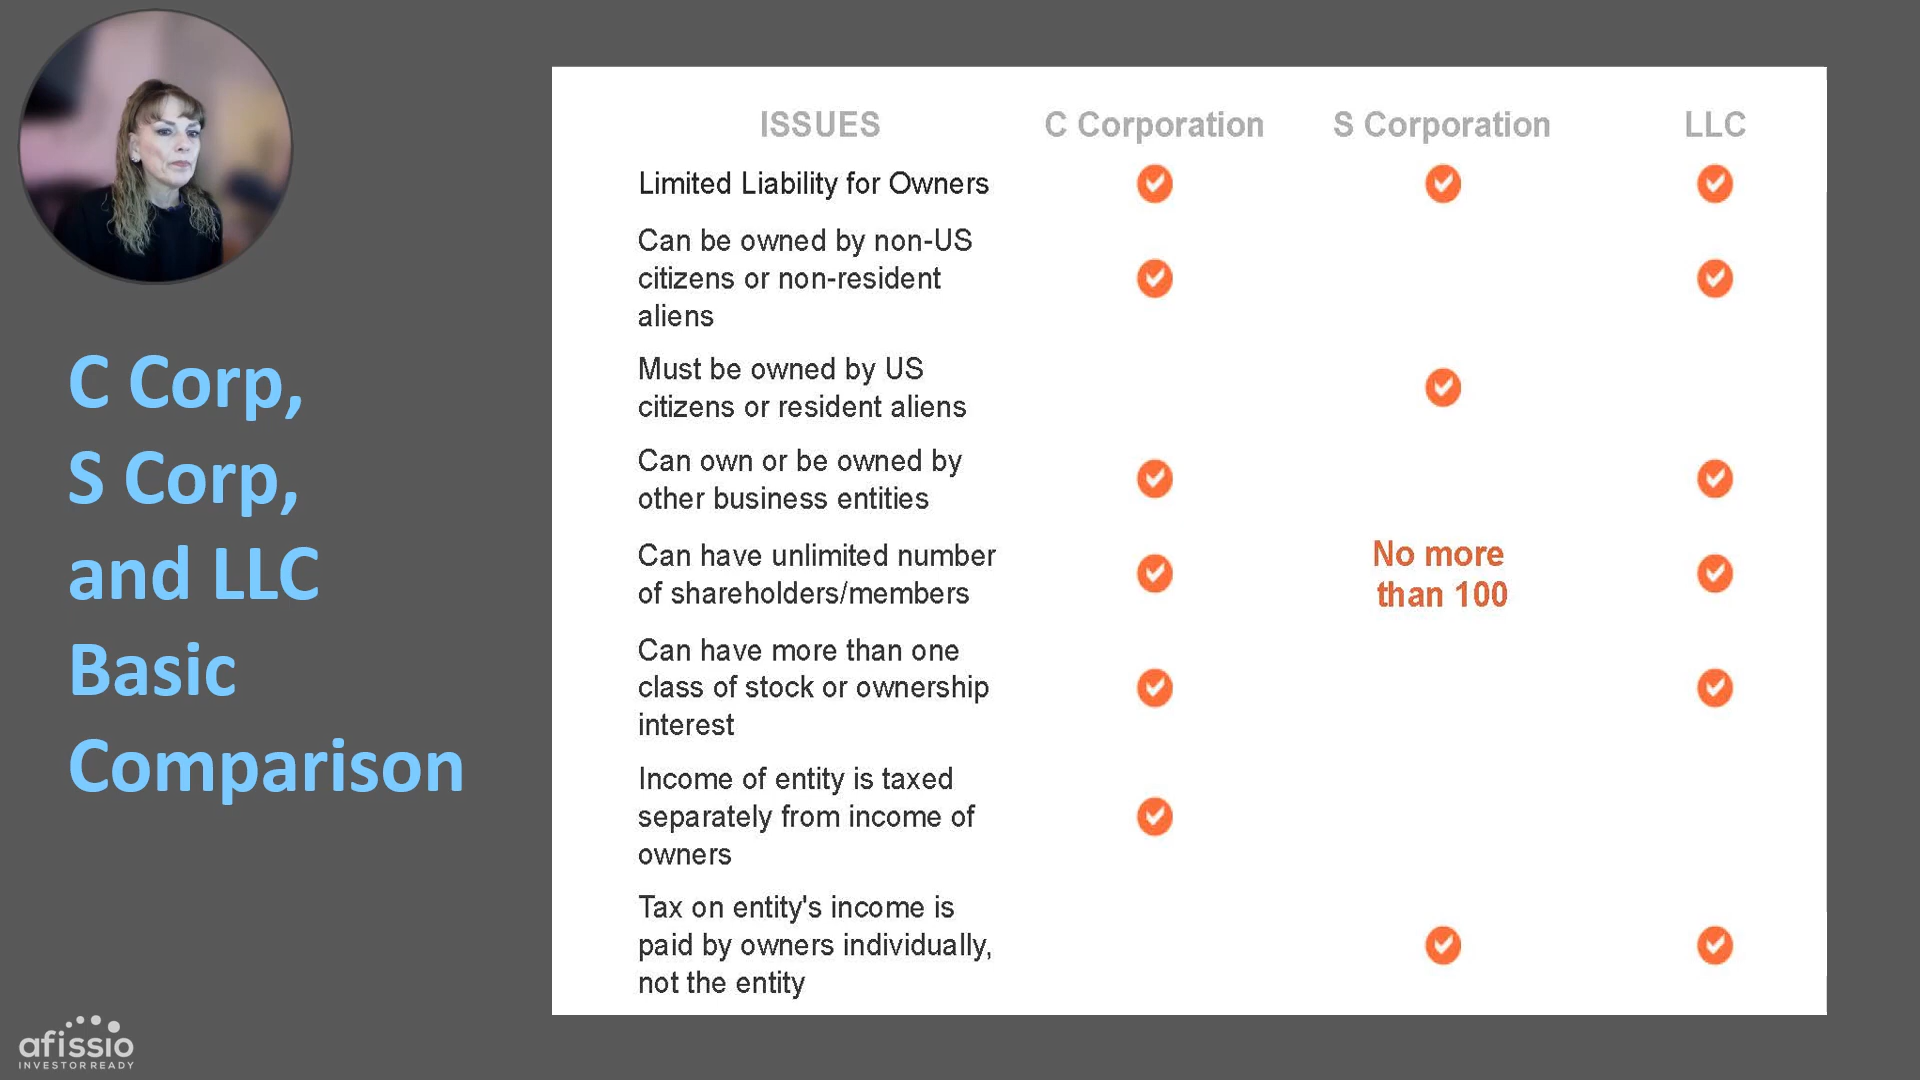 C Corp,
S Corp,
and LLC
Basic
Comparison
ISSUES C Corporation S Corporation LLC
Limited Liability for Owners
Can be owned by non-US
citizens or non-resident
aliens
Must be owned by US
citizens or resident aliens
Can own or be owned by
other business entities
Can have unlimited number
of shareholders/members
No more
than 100
Can have more than one
class of stock or ownership
interest
Income of entity is taxed
separately from income of
owners
Tax on entity's income is
paid by owners individually,
not the entity
afissio
INVESTORREADY